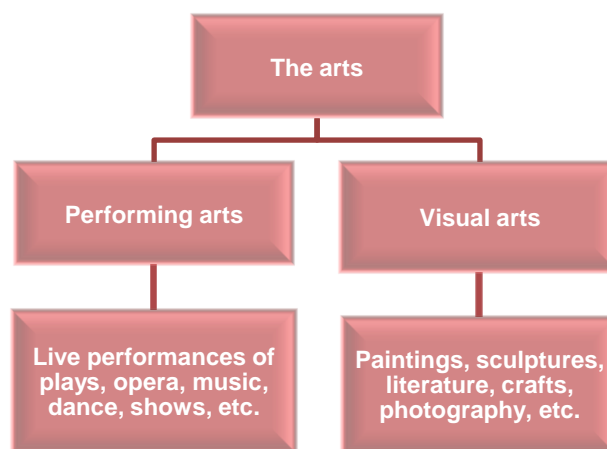 The arts
Performing arts
Visual arts
Live performances of
plays, opera, music,
dance, shows, etc.
Paintings, sculptures,
literature, crafts,
photography, etc.